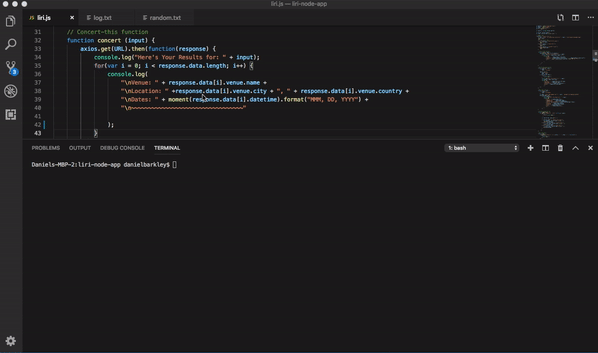 liri.js — liri-node-app
liri.js × log.txt random.txt
31 // Concert-this function
32 function concert (input) {
33 axios.get(URL).then(function(response) {
34 console.log("Here's Your Results for: " + input);
35 for(var i = 0; i < response.data.length; i++) {
36 console.log(
37 "\nVenue: " + response.data[i].venue.name +
38 "\nLocation: " +response.data[i].venue.city + ", " + response.data[i].venue.country +
39 "\nDates: " + moment(response.data[i].datetime).format("MMM, DD, YYYY") +
40 "\n~~~~~~~~~~~~~~~~~~~~~~~~~~~~~~~~~~"
41
42 );
43 }
PROBLEMS OUTPUT DEBUG CONSOLE TERMINAL 1: bash
Daniels-MBP-2:liri-node-app danielbarkley$